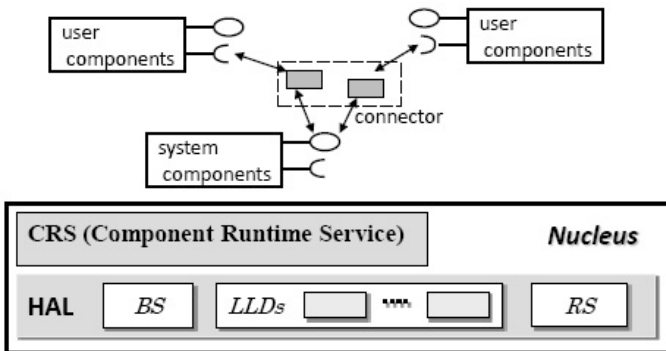 user
components
user
components
connector
system
components
CRS (Component Runtime Service)
Nucleus
HAL
BS
LLDs
RS